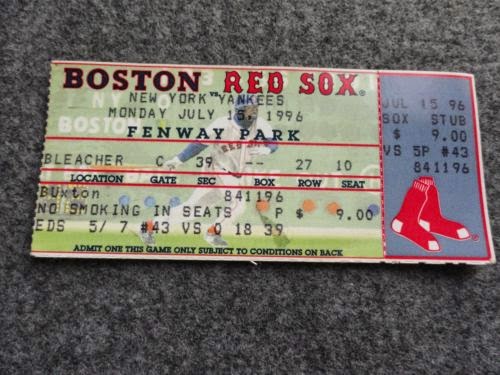 BOSTON RED SOX
NEW YORK vs YANKEES
MONDAY JULY 15, 1996
FENWAY PARK
BLEACHER C 39 -- 27 10
LOCATION GATE SEC BOX ROW SEAT
Buxton 841196
NO SMOKING IN SEATS P $ 9.00
EDS 5/ 7 #43 VS Q 18 39
ADMIT ONE THIS GAME ONLY SUBJECT TO CONDITIONS ON BACK
JUL 15 96
SOX STUB
$ 9.00
VS 5P #43
841196